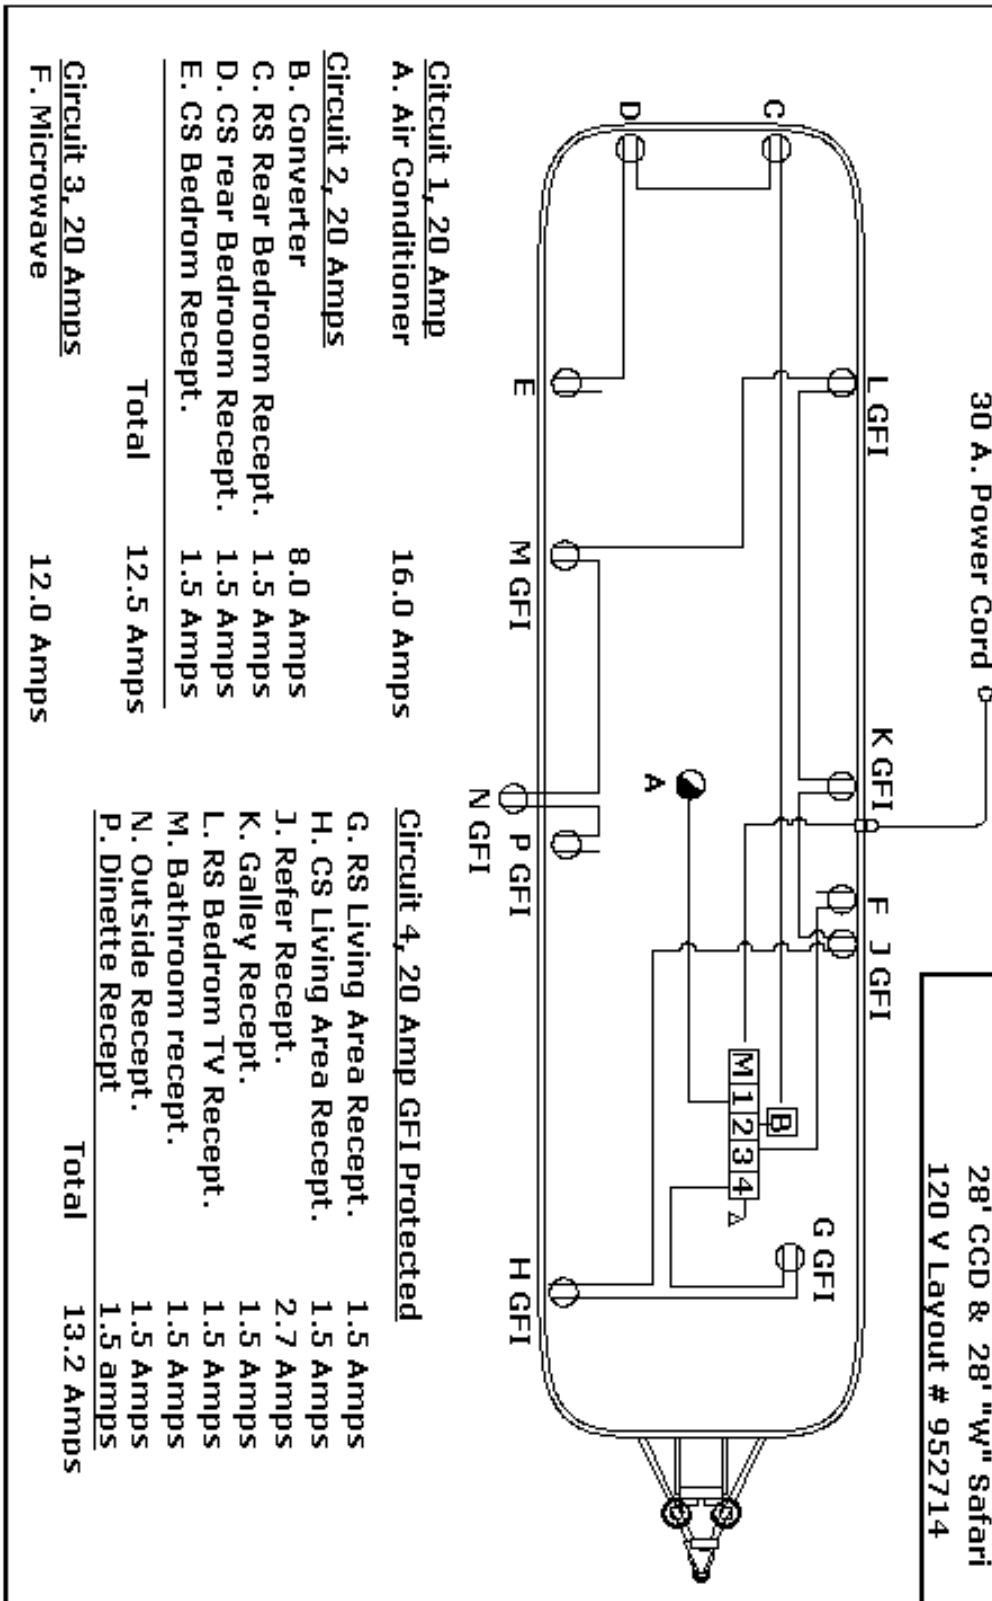 30 A. Power Cord
28' CCD & 28' "W" Safari
120 V Layout # 952714
C
D
L GFI
K GFI
F
J GFI
G GFI
E
M GFI
A
N GFI
P GFI
H GFI
M 1 2 3 4
B
Citcuit 1, 20 Amp
A. Air Conditioner 16.0 Amps
Circuit 2, 20 Amps
B. Converter 8.0 Amps
C. RS Rear Bedroom Recept. 1.5 Amps
D. CS rear Bedroom Recept. 1.5 Amps
E. CS Bedrom Recept. 1.5 Amps
Total 12.5 Amps
Circuit 3, 20 Amps
F. Microwave 12.0 Amps
Circuit 4, 20 Amp GFI Protected
G. RS Living Area Recept. 1.5 Amps
H. CS Living Area Recept. 1.5 Amps
J. Refer Recept. 2.7 Amps
K. Galley Recept. 1.5 Amps
L. RS Bedrom TV Recept. 1.5 Amps
M. Bathroom recept. 1.5 Amps
N. Outside Recept. 1.5 Amps
P. Dinette Recept 1.5 amps
Total 13.2 Amps